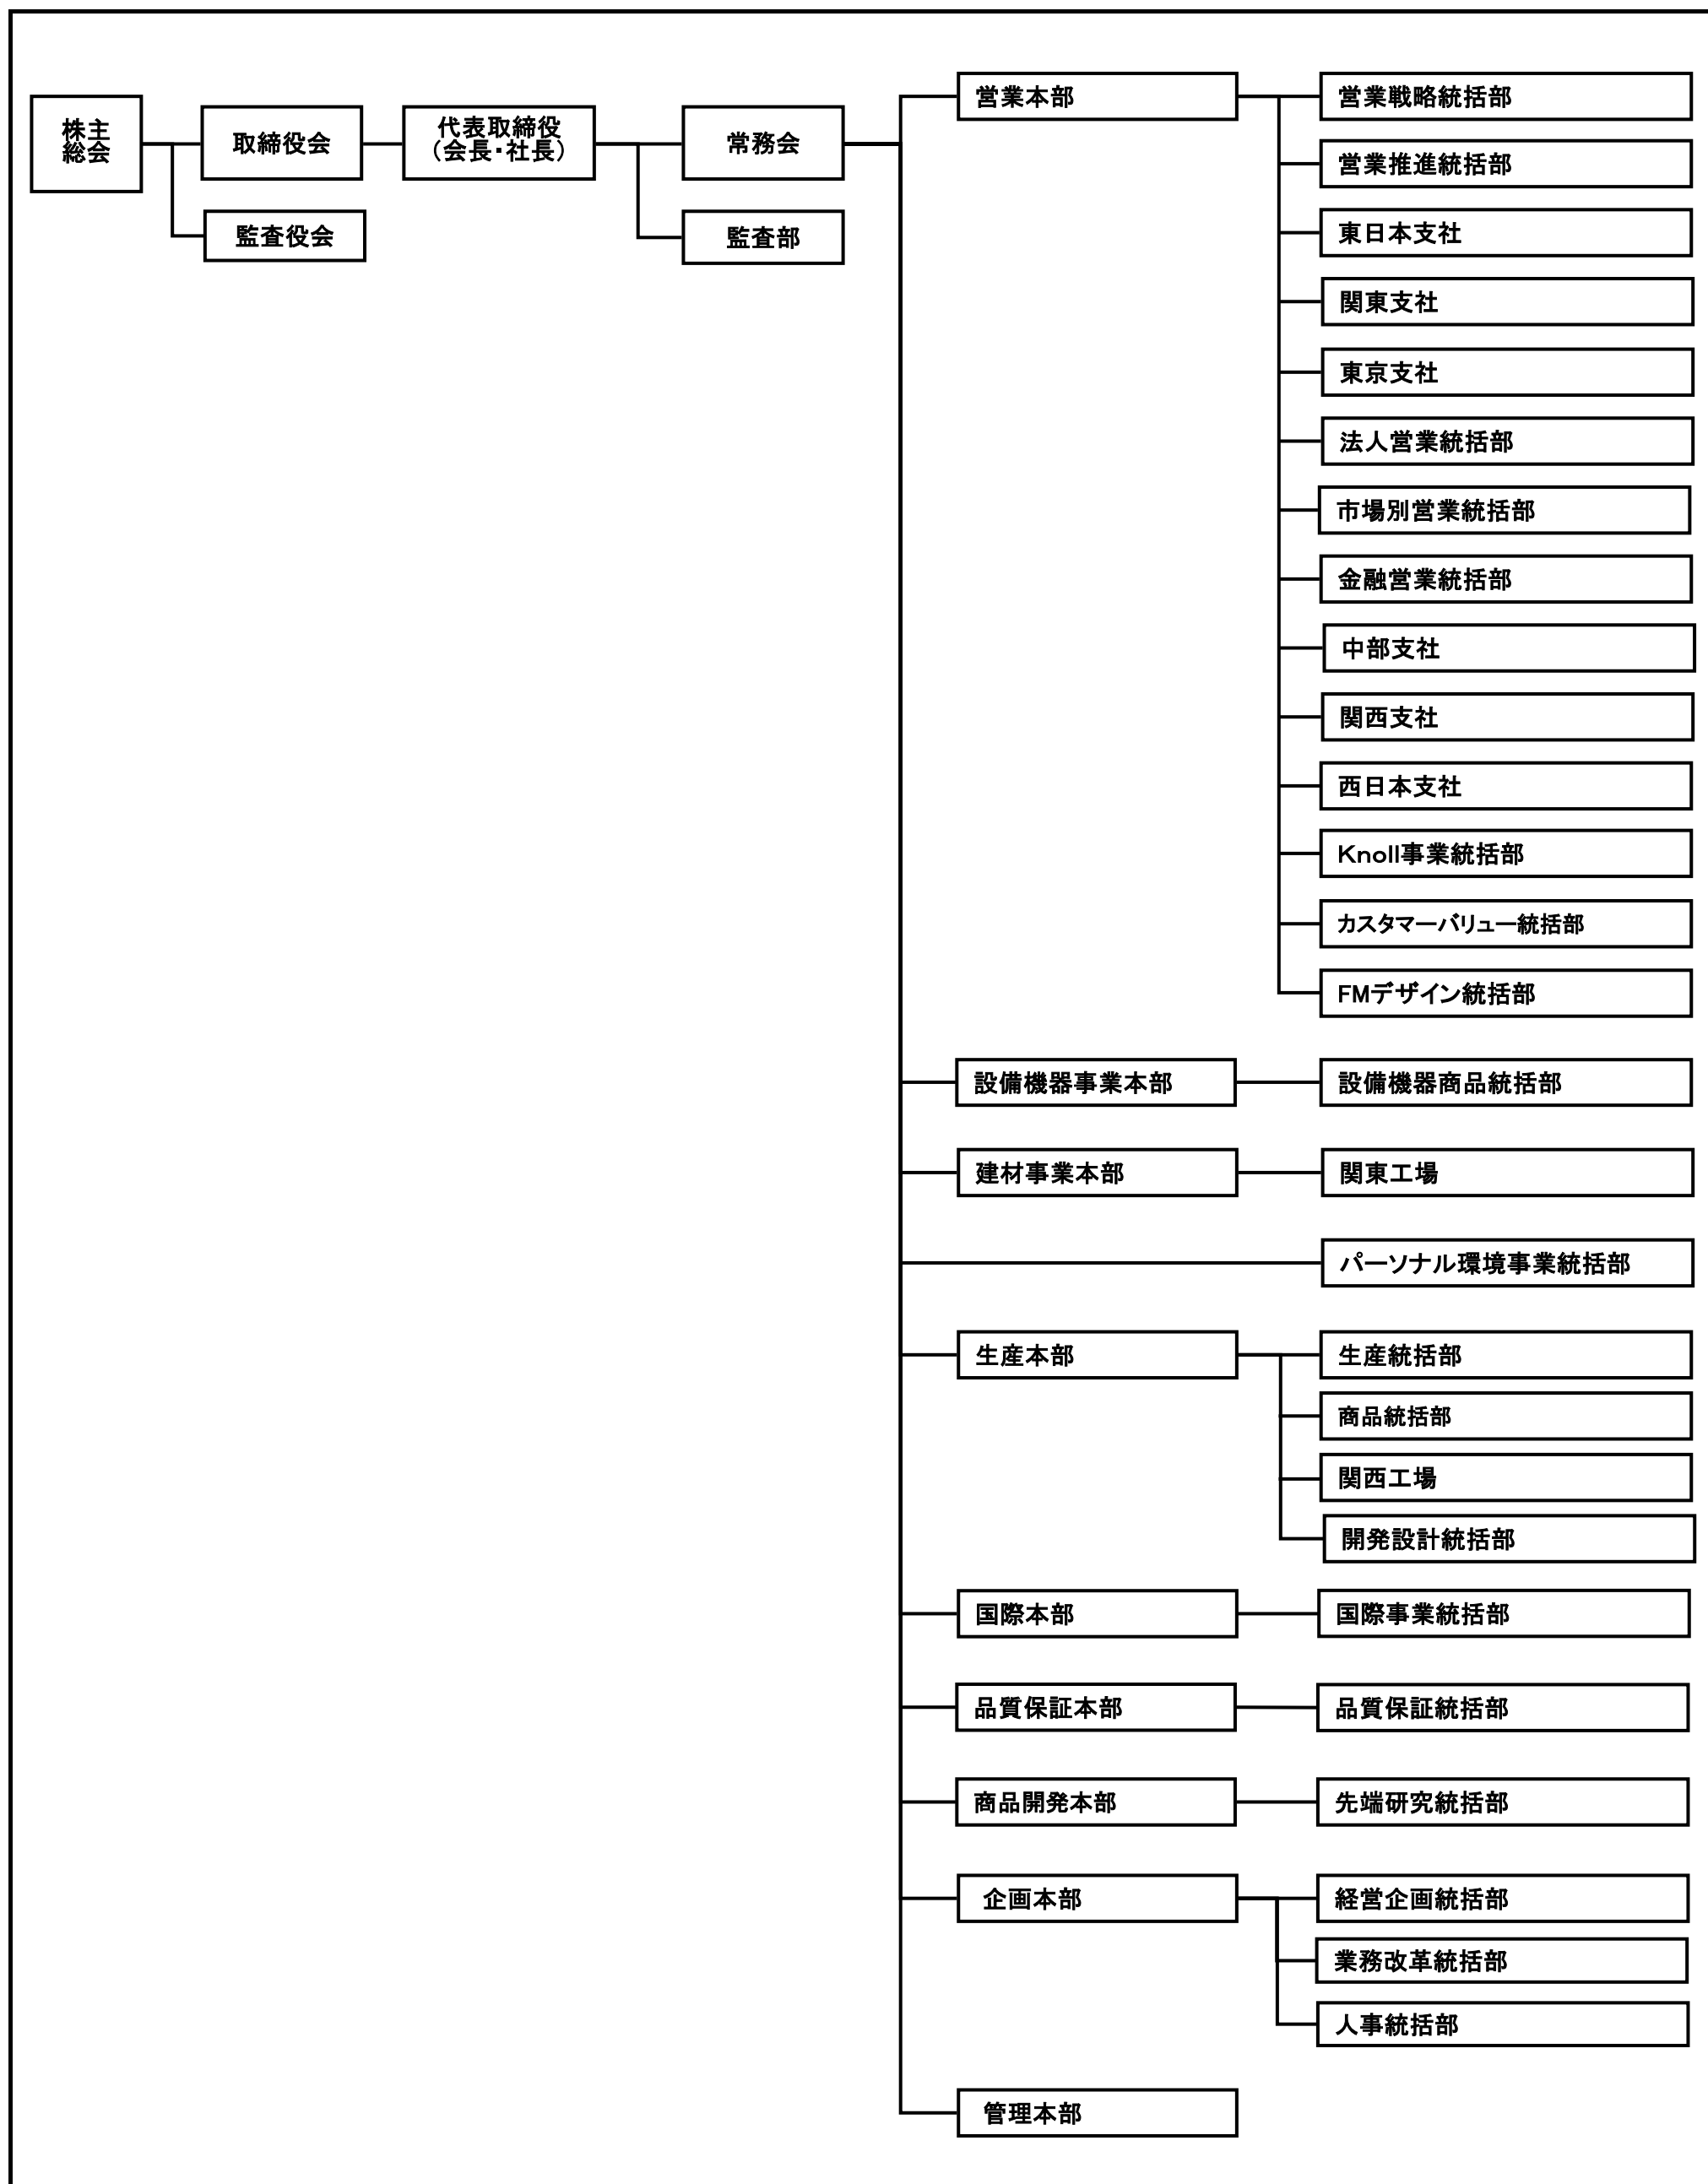 株主
総会
取締役会
監査役会
代表取締役
（会長・社長）
常務会
監査部
営業本部
営業戦略統括部
営業推進統括部
東日本支社
関東支社
東京支社
法人営業統括部
市場別営業統括部
金融営業統括部
中部支社
関西支社
西日本支社
Knoll事業統括部
カスタマーバリュー統括部
FMデザイン統括部
設備機器事業本部
設備機器商品統括部
建材事業本部
関東工場
パーソナル環境事業統括部
生産本部
生産統括部
商品統括部
関西工場
開発設計統括部
国際本部
国際事業統括部
品質保証本部
品質保証統括部
商品開発本部
先端研究統括部
企画本部
経営企画統括部
業務改革統括部
人事統括部
管理本部